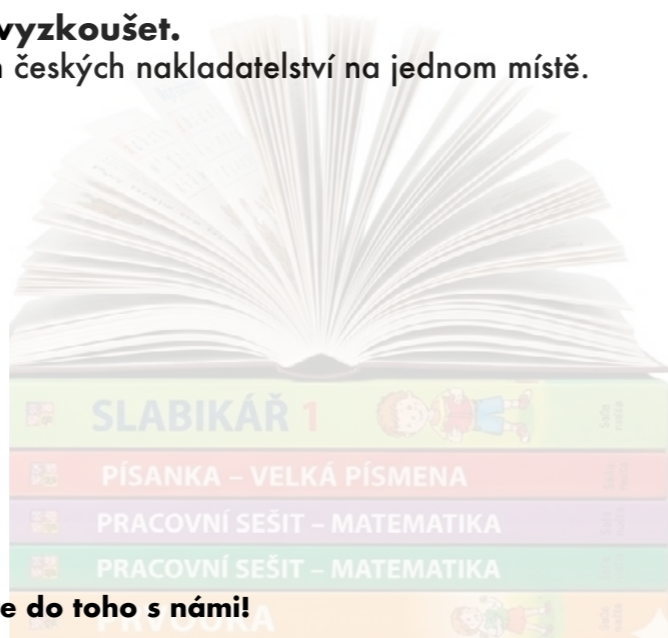 vyzkoušet.
českých nakladatelství na jednom místě.
SLABIKÁŘ 1
PÍSANKA – VELKÁ PÍSMENA
PRACOVNÍ SEŠIT – MATEMATIKA
PRACOVNÍ SEŠIT – MATEMATIKA
e do toho s námi!
PRVOUKA